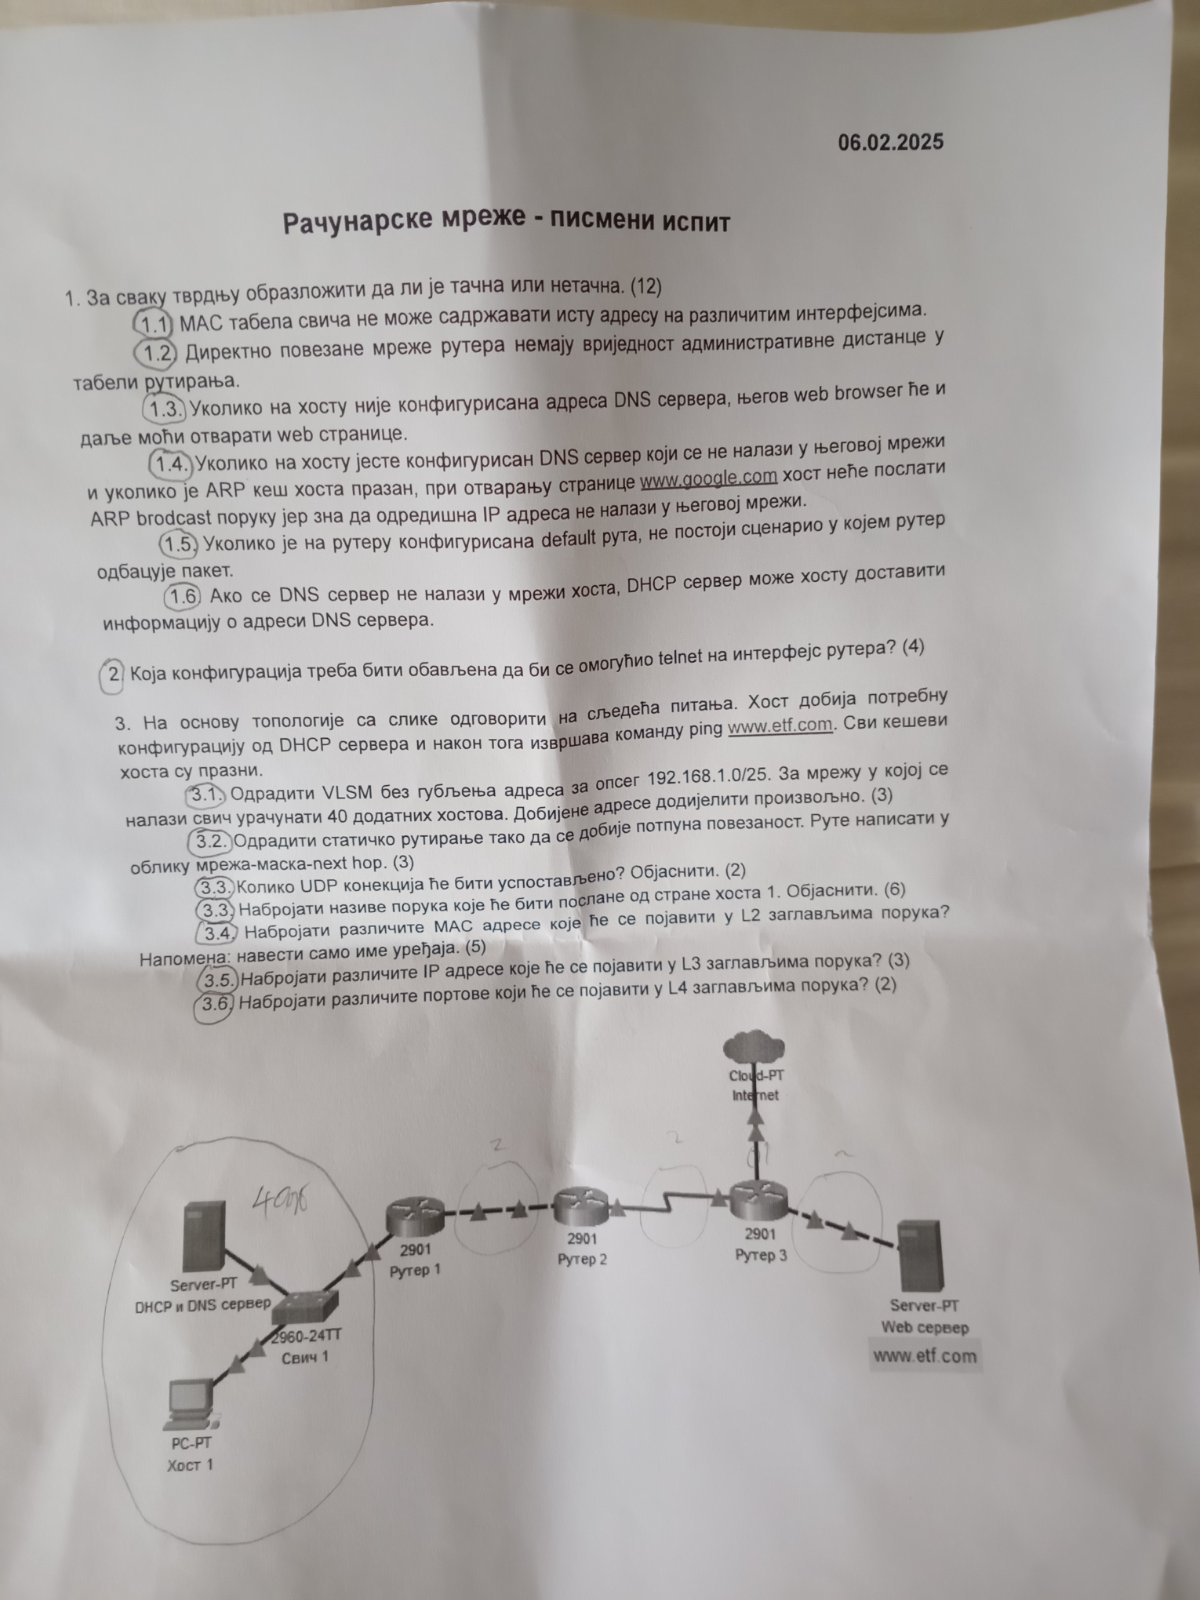 06.02.2025
Рачунарске мреже - писмени испит
1. За сваку тврдњу образложити да ли је тачна или нетачна. (12)
1.1) MAC табела свича не може садржавати исту адресу на различитим интерфејсима.
1.2) Директно повезане мреже рутера немају вриједност административне дистанце у
табели рутирања.
1.3. Уколико на хосту није конфигурисана адреса DNS сервера, његов web browser ће и
даље моћи отварати web странице.
1.4. Уколико на хосту јесте конфигурисан DNS сервер који се не налази у његовој мрежи
и уколико је ARP кеш хоста празан, при отварању странице www.google.com хост неће послати
ARP brodcast поруку јер зна да одредишна IP адреса не налази у његовој мрежи.
1.5. Уколико је на рутеру конфигурисана default рута, не постоји сценарио у којем рутер
одбацује пакет.
1.6 Ако се DNS сервер не налази у мрежи хоста, DHCP сервер може хосту доставити
информацију о адреси DNS сервера.
2 Која конфигурација треба бити обављена да би се омогућио telnet на интерфејс рутера? (4)
3. На основу топологије са слике одговорити на сљедећа питања. Хост добија потребну
конфигурацију од DHCP сервера и након тога извршава команду ping www.etf.com. Сви кешеви
хоста су празни.
3.1. Одрадити VLSM без губљења адреса за опсег 192.168.1.0/25. За мрежу у којој се
налази свич урачунати 40 додатних хостова. Добијене адресе додијелити произвољно. (3)
3.2. Одрадити статичко рутирање тако да се добије потпуна повезаност. Руте написати у
облику мрежа-маска-next hop. (3)
3.3. Колико UDP конекција ће бити успостављено? Објаснити. (2)
3.3. Набројати називе порука које ће бити послане од стране хоста 1. Објаснити. (6)
3.4. Набројати различите MAC адресе које ће се појавити у L2 заглављима порука?
Напомена: навести само име уређаја. (5)
3.5. Набројати различите IP адресе које ће се појавити у L3 заглављима порука? (3)
3.6. Набројати различите портове који ће се појавити у L4 заглављима порука? (2)
Cloud-PT
Internet
2
2
2901
Рутер 1
2901
Рутер 2
2901
Рутер 3
Server-PT
DHCP и DNS сервер
2960-24TT
Свич 1
PC-PT
Хост 1
Server-PT
Web сервер
www.etf.com